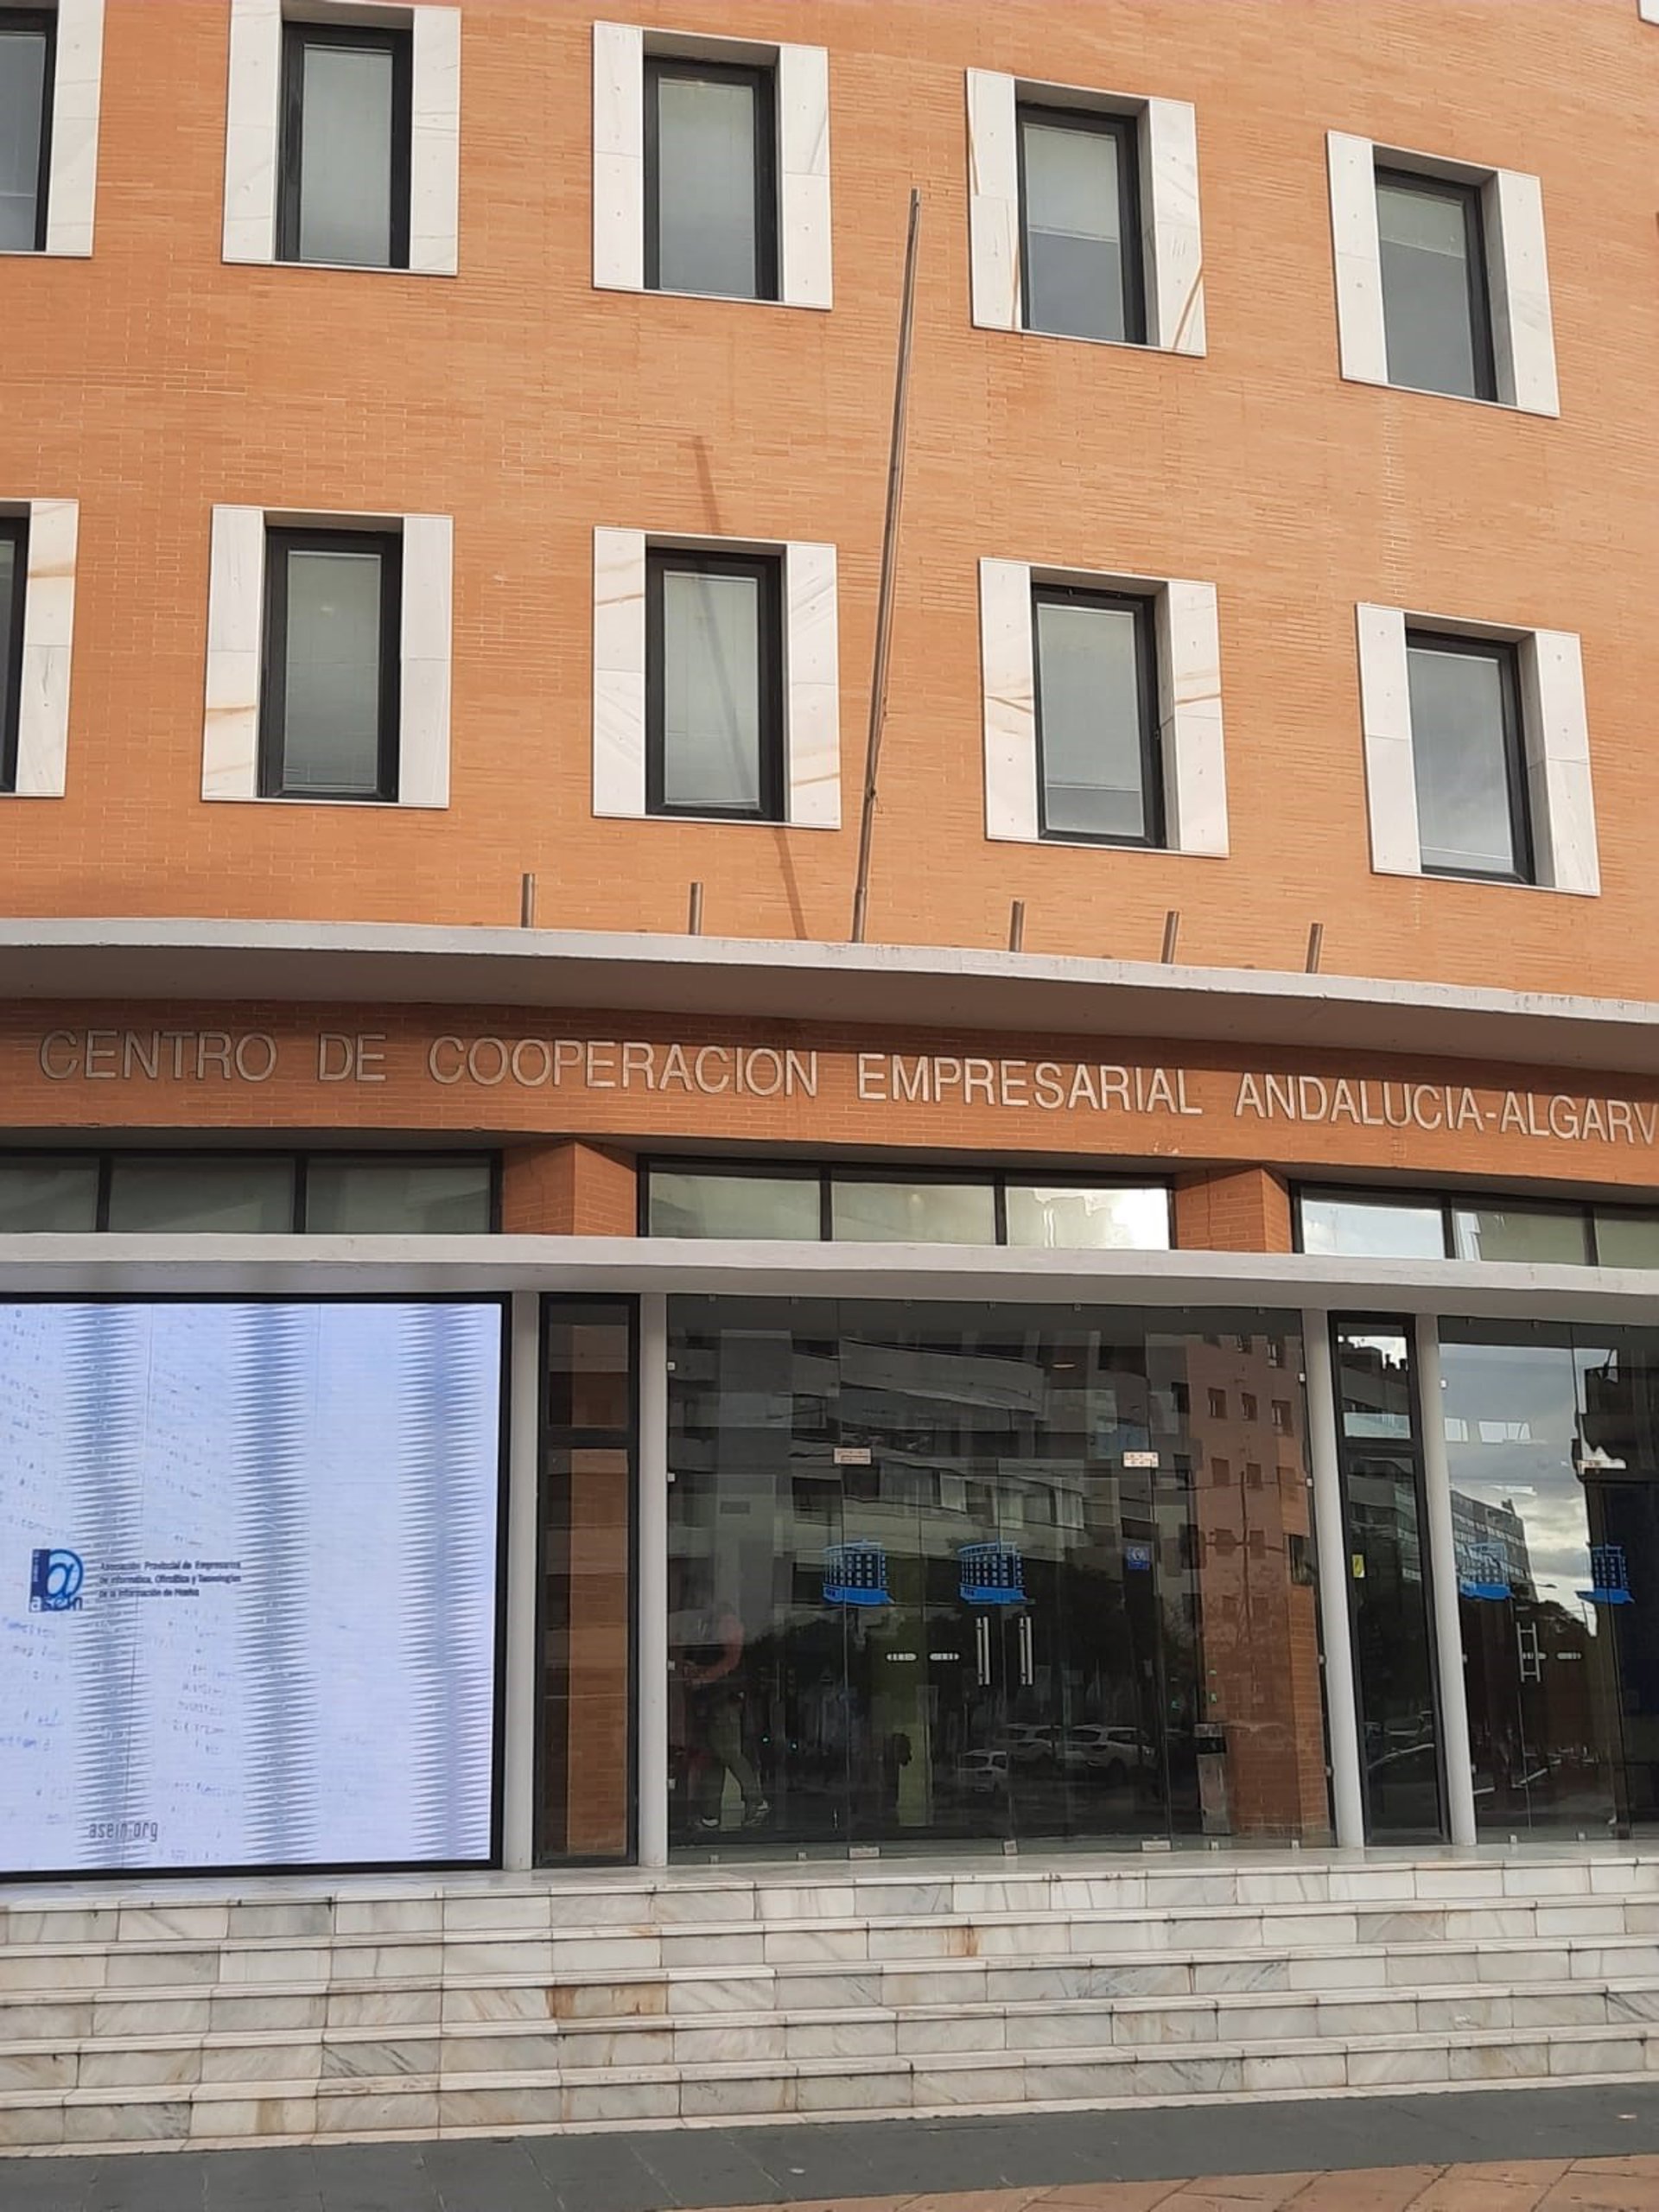 CENTRO DE COOPERACION EMPRESARIAL ANDALUCIA-ALGARV
asein
Asociación Provincial de Empresarios
de Informática, Ofimática y Tecnologías
de la Información de Huelva
asein.org